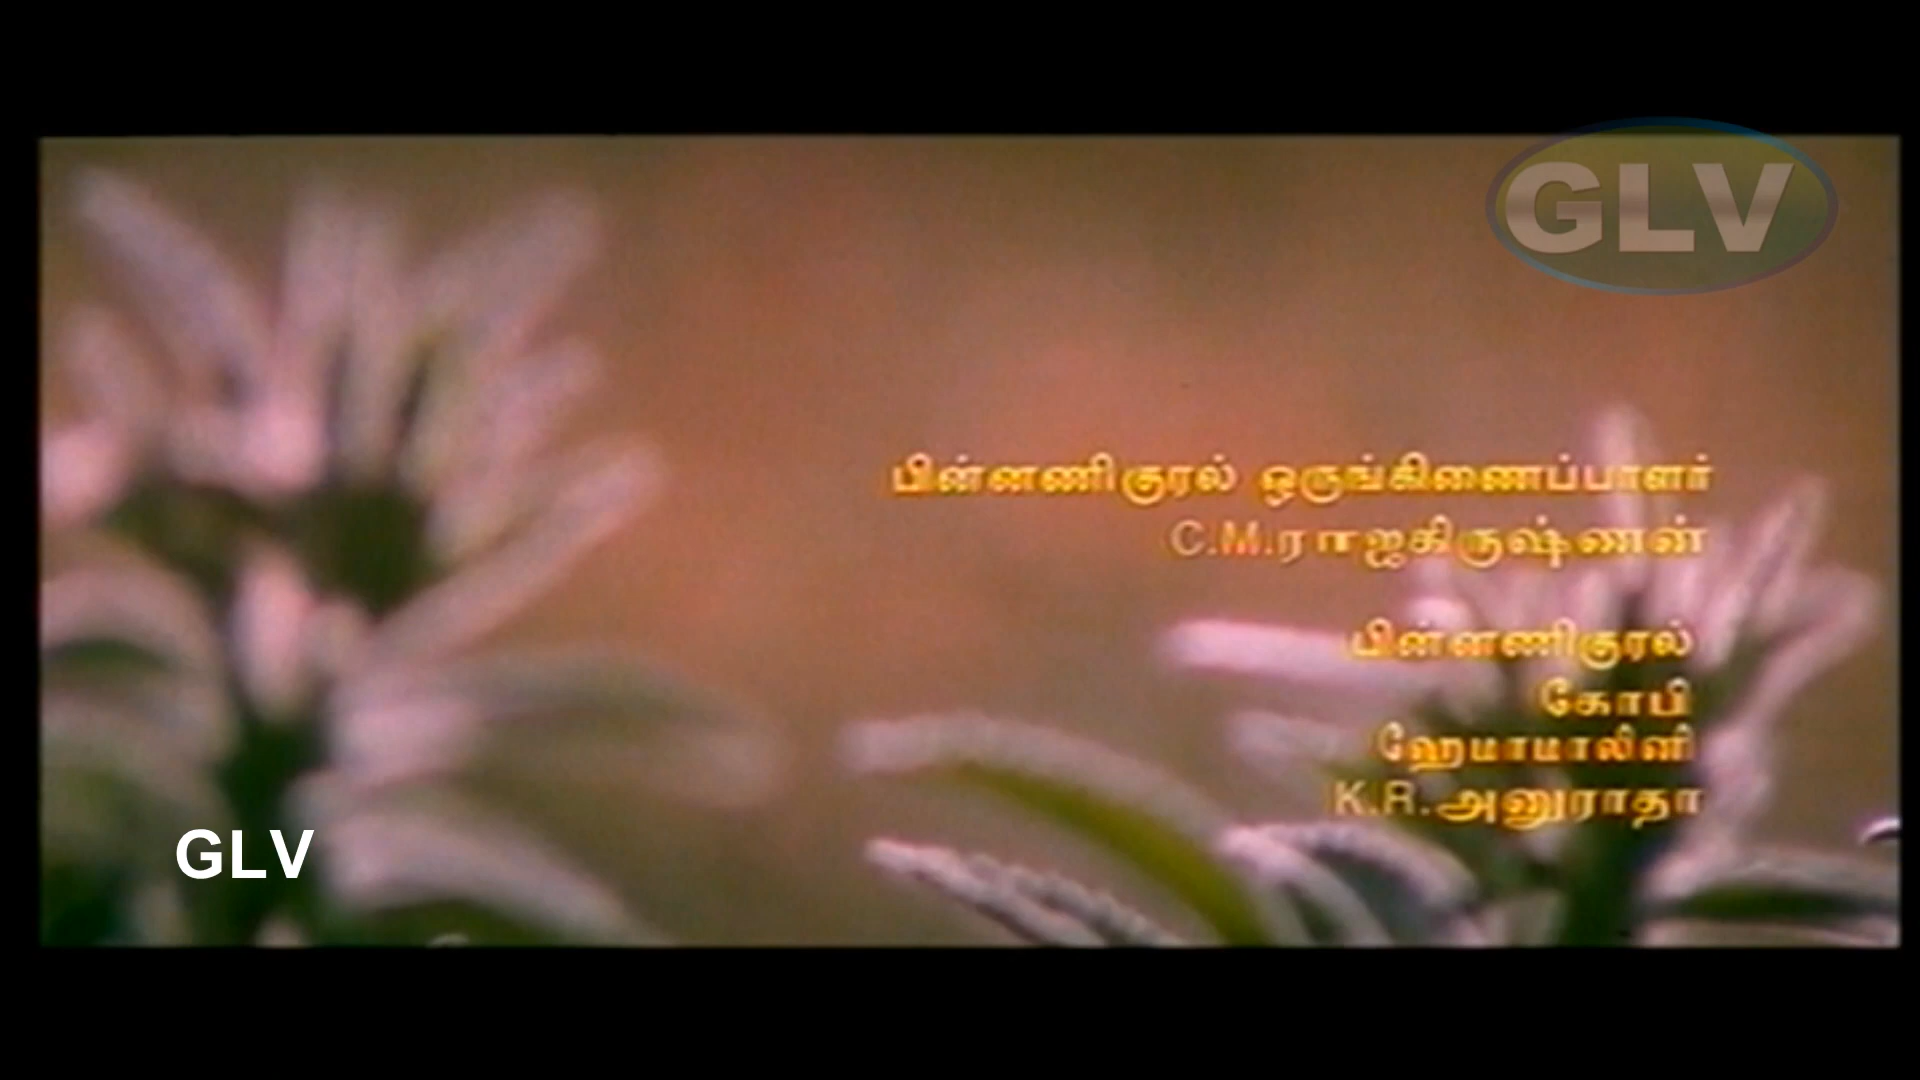 GLV
பின்னணிகுரல் ஒருங்கிணைப்பாளர்
C.M.ராஜகிருஷ்ணன்
பின்னணிகுரல்
கோபி
ஹேமாமாலினி
K.R.அனுராதா
GLV